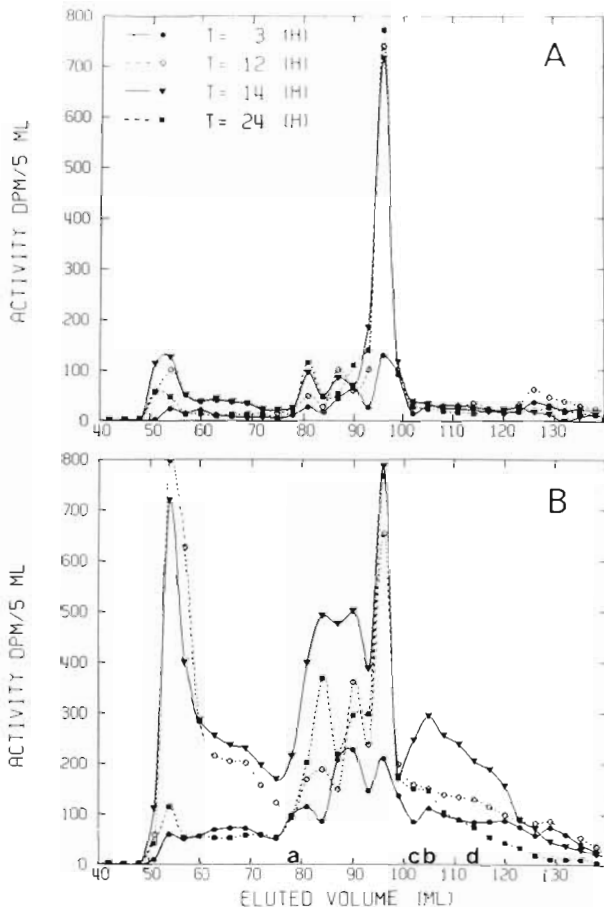 A
T = 3 (H)
T = 12 (H)
T = 14 (H)
T = 24 (H)
800
700
600
500
400
300
200
100
0
ACTIVITY DPM/5 ML
40 50 60 70 80 90 100 110 120 130
B
800
700
600
500
400
300
200
100
0
ACTIVITY DPM/5 ML
a cb d
40 50 60 70 80 90 100 110 120 130
ELUTED VOLUME (ML)